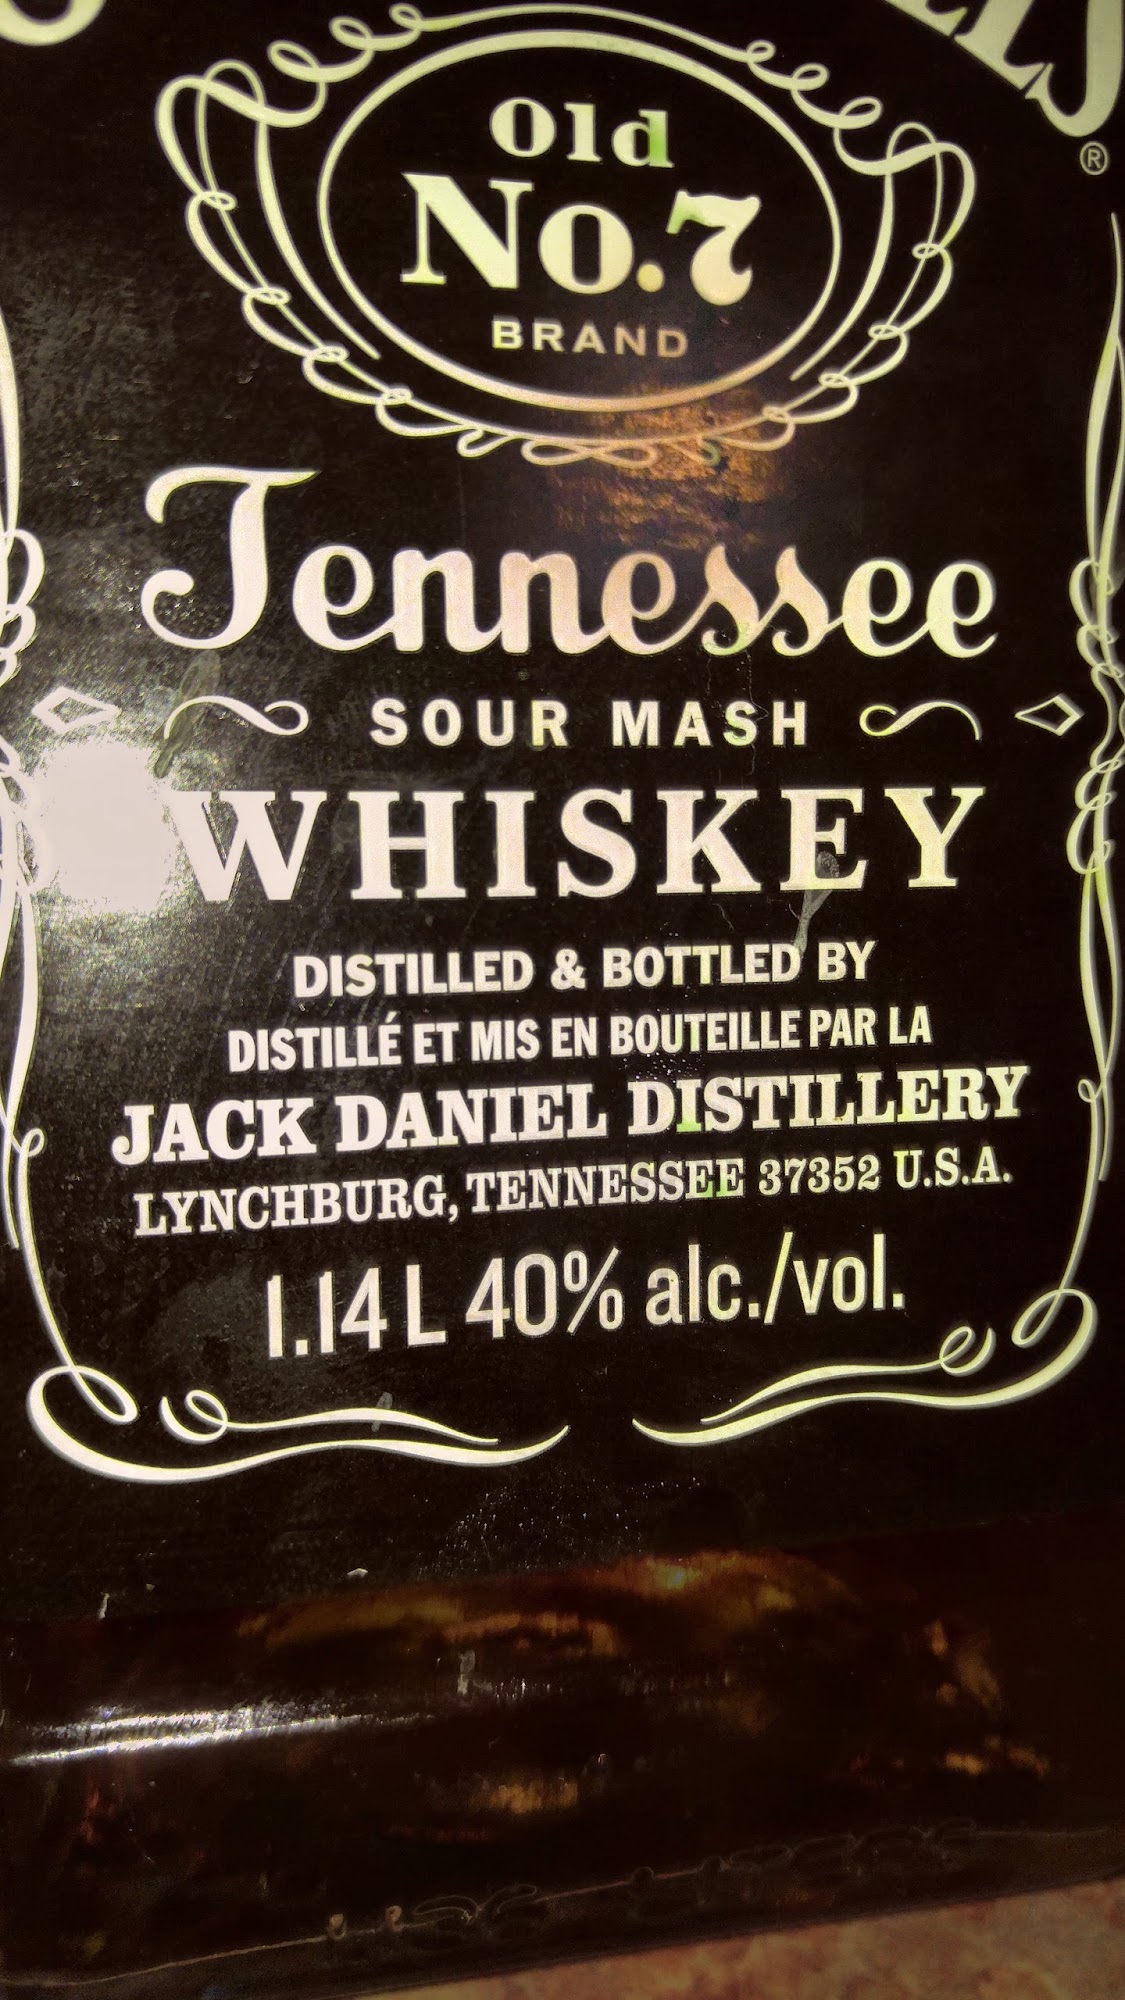 ®
Old
No.7
BRAND
Tennessee
SOUR MASH
WHISKEY
DISTILLED & BOTTLED BY
DISTILLÉ ET MIS EN BOUTEILLE PAR LA
JACK DANIEL DISTILLERY
LYNCHBURG, TENNESSEE 37352 U.S.A.
1.14 L 40% alc./vol.